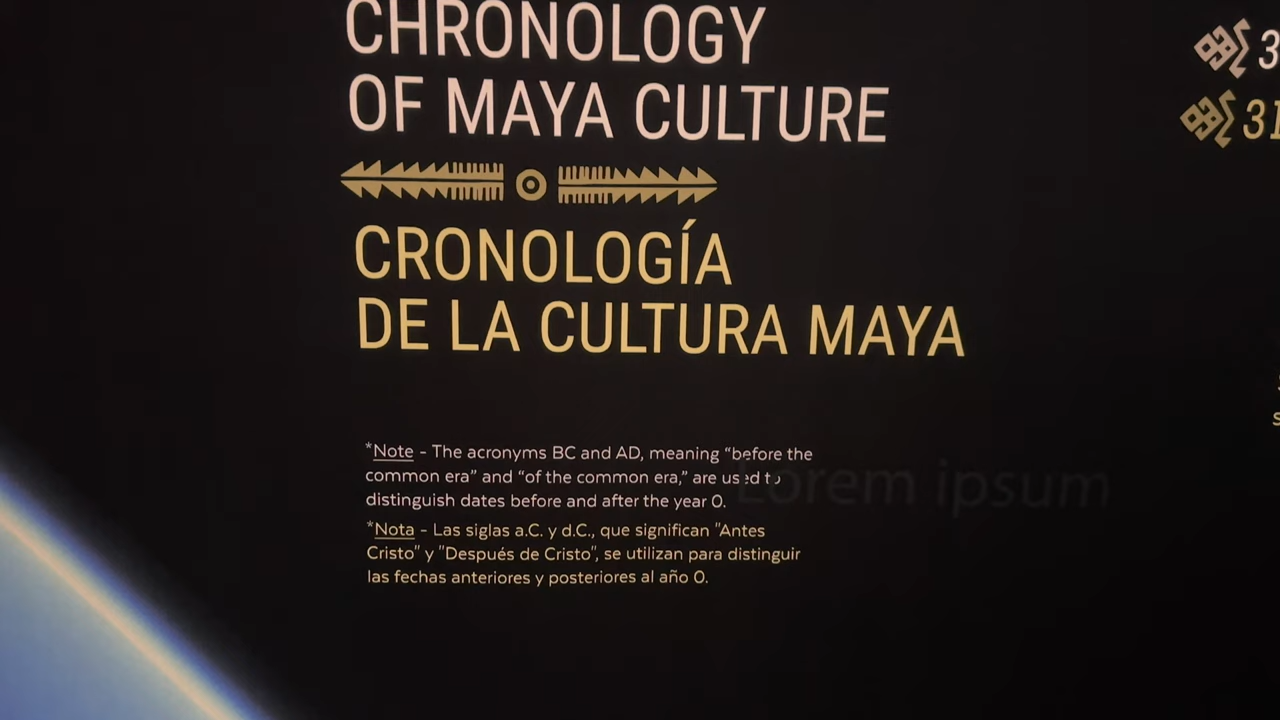 CHRONOLOGY
OF MAYA CULTURE
CRONOLOGÍA
DE LA CULTURA MAYA
*Note - The acronyms BC and AD, meaning "before the
common era" and "of the common era," are used to
distinguish dates before and after the year 0.
*Nota - Las siglas a.C. y d.C., que significan "Antes
Cristo" y "Después de Cristo", se utilizan para distinguir
las fechas anteriores y posteriores al año 0.
Lorem ipsum